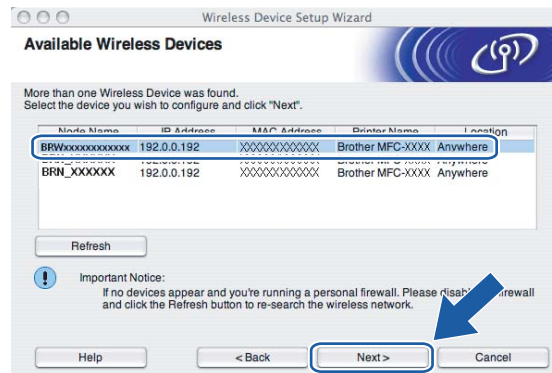 Wireless Device Setup Wizard
Available Wireless Devices
More than one Wireless Device was found.
Select the device you wish to configure and click "Next".
Node Name IP Address MAC Address Printer Name Location
BRWxxxxxxxxxxxx 192.0.0.192 XXXXXXXXXXXX Brother MFC-XXXX Anywhere
BRN_XXXXXX 192.0.0.192 XXXXXXXXXXXX Brother MFC-XXXX Anywhere
Refresh
Important Notice:
If no devices appear and you're running a personal firewall. Please firewall
and click the Refresh button to re-search the wireless network.
Help < Back Next > Cancel